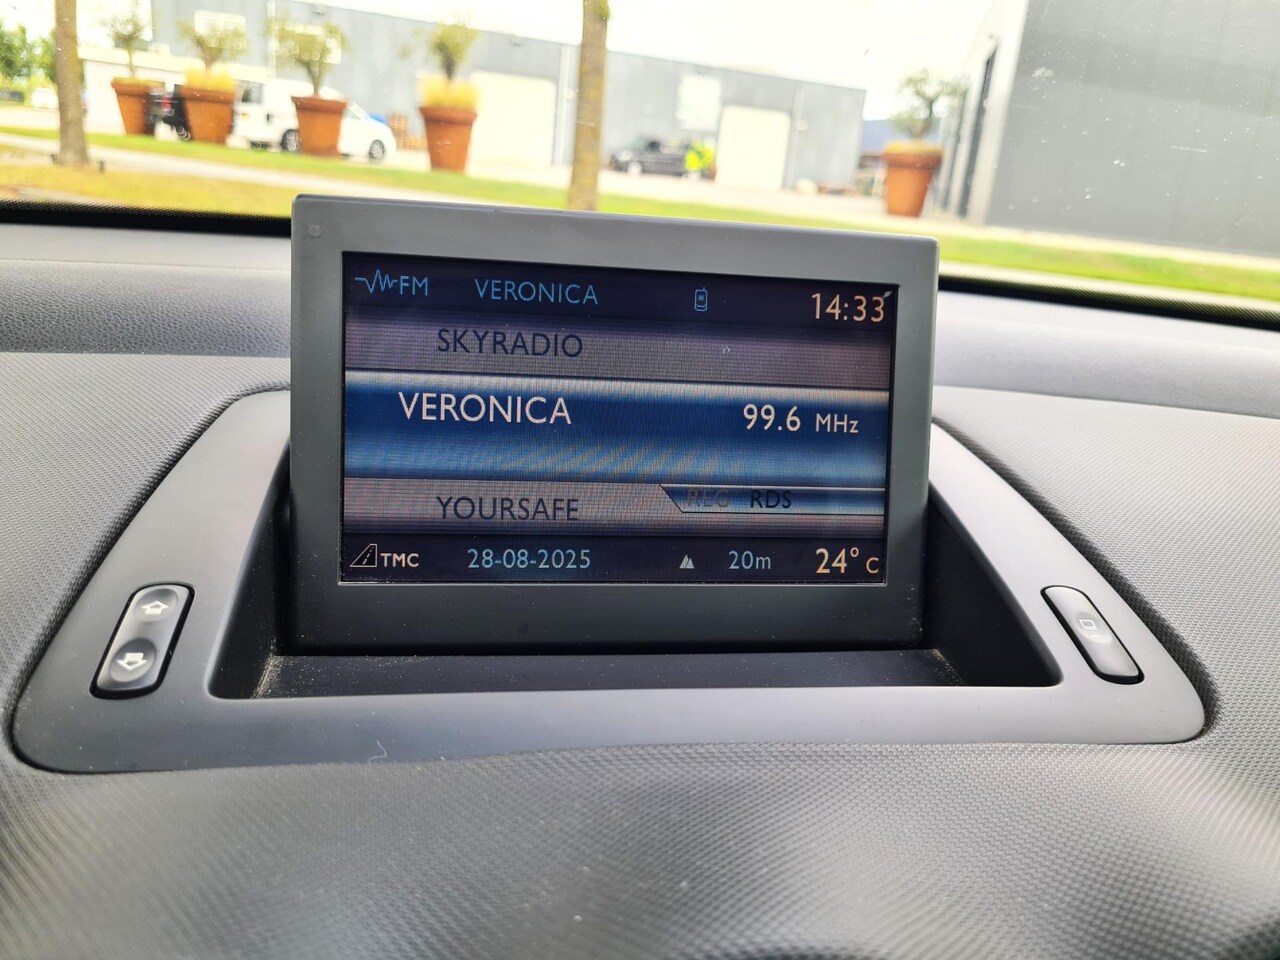 FM VERONICA 14:33
SKYRADIO
VERONICA 99.6 MHz
REG RDS
YOURSAFE
TMC 28-08-2025 20m 24° C